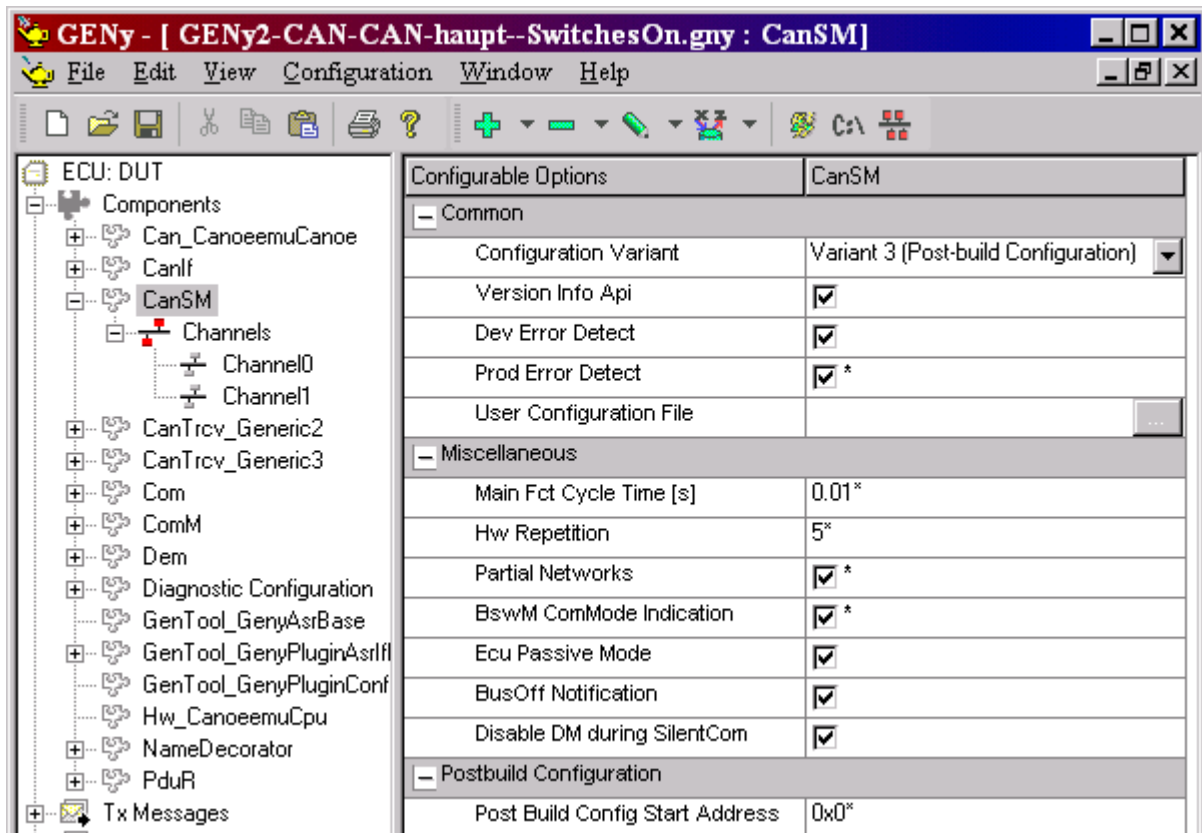 GENy - [ GENy2-CAN-CAN-haupt--SwitchesOn.gny : CanSM]
File Edit View Configuration Window Help
C:\
ECU: DUT
Components
Can_CanoeemuCanoe
CanIf
CanSM
Channels
Channel0
Channel1
CanTrcv_Generic2
CanTrcv_Generic3
Com
ComM
Dem
Diagnostic Configuration
GenTool_GenyAsrBase
GenTool_GenyPluginAsrIfI
GenTool_GenyPluginConf
Hw_CanoeemuCpu
NameDecorator
PduR
Tx Messages
Configurable Options CanSM
Common
Configuration Variant Variant 3 (Post-build Configuration)
Version Info Api
Dev Error Detect
Prod Error Detect *
User Configuration File ...
Miscellaneous
Main Fct Cycle Time [s] 0.01*
Hw Repetition 5*
Partial Networks *
BswM ComMode Indication *
Ecu Passive Mode
BusOff Notification
Disable DM during SilentCom
Postbuild Configuration
Post Build Config Start Address 0x0*